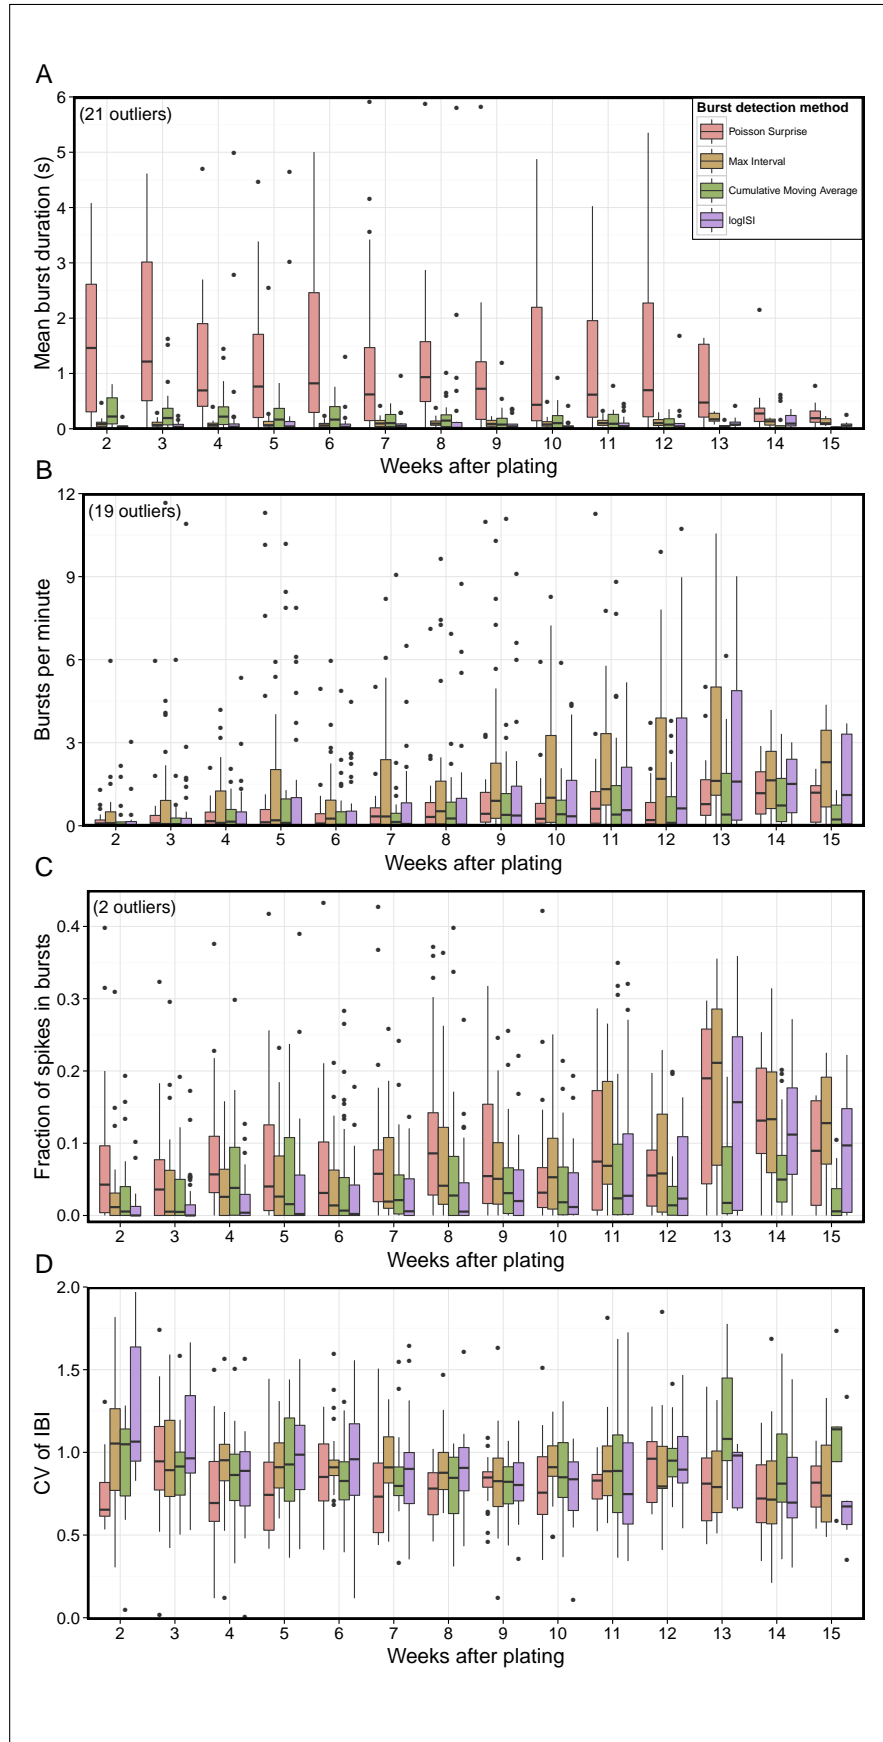 A
(21 outliers)
Burst detection method
Poisson Surprise
Max Interval
Cumulative Moving Average
logISI
Mean burst duration (s)
6
5
4
3
2
1
0
2 3 4 5 6 7 8 9 10 11 12 13 14 15
Weeks after plating
B
(19 outliers)
Bursts per minute
12
9
6
3
0
2 3 4 5 6 7 8 9 10 11 12 13 14 15
Weeks after plating
C
(2 outliers)
Fraction of spikes in bursts
0.4
0.3
0.2
0.1
0.0
2 3 4 5 6 7 8 9 10 11 12 13 14 15
Weeks after plating
D
CV of IBI
2.0
1.5
1.0
0.5
0.0
2 3 4 5 6 7 8 9 10 11 12 13 14 15
Weeks after plating